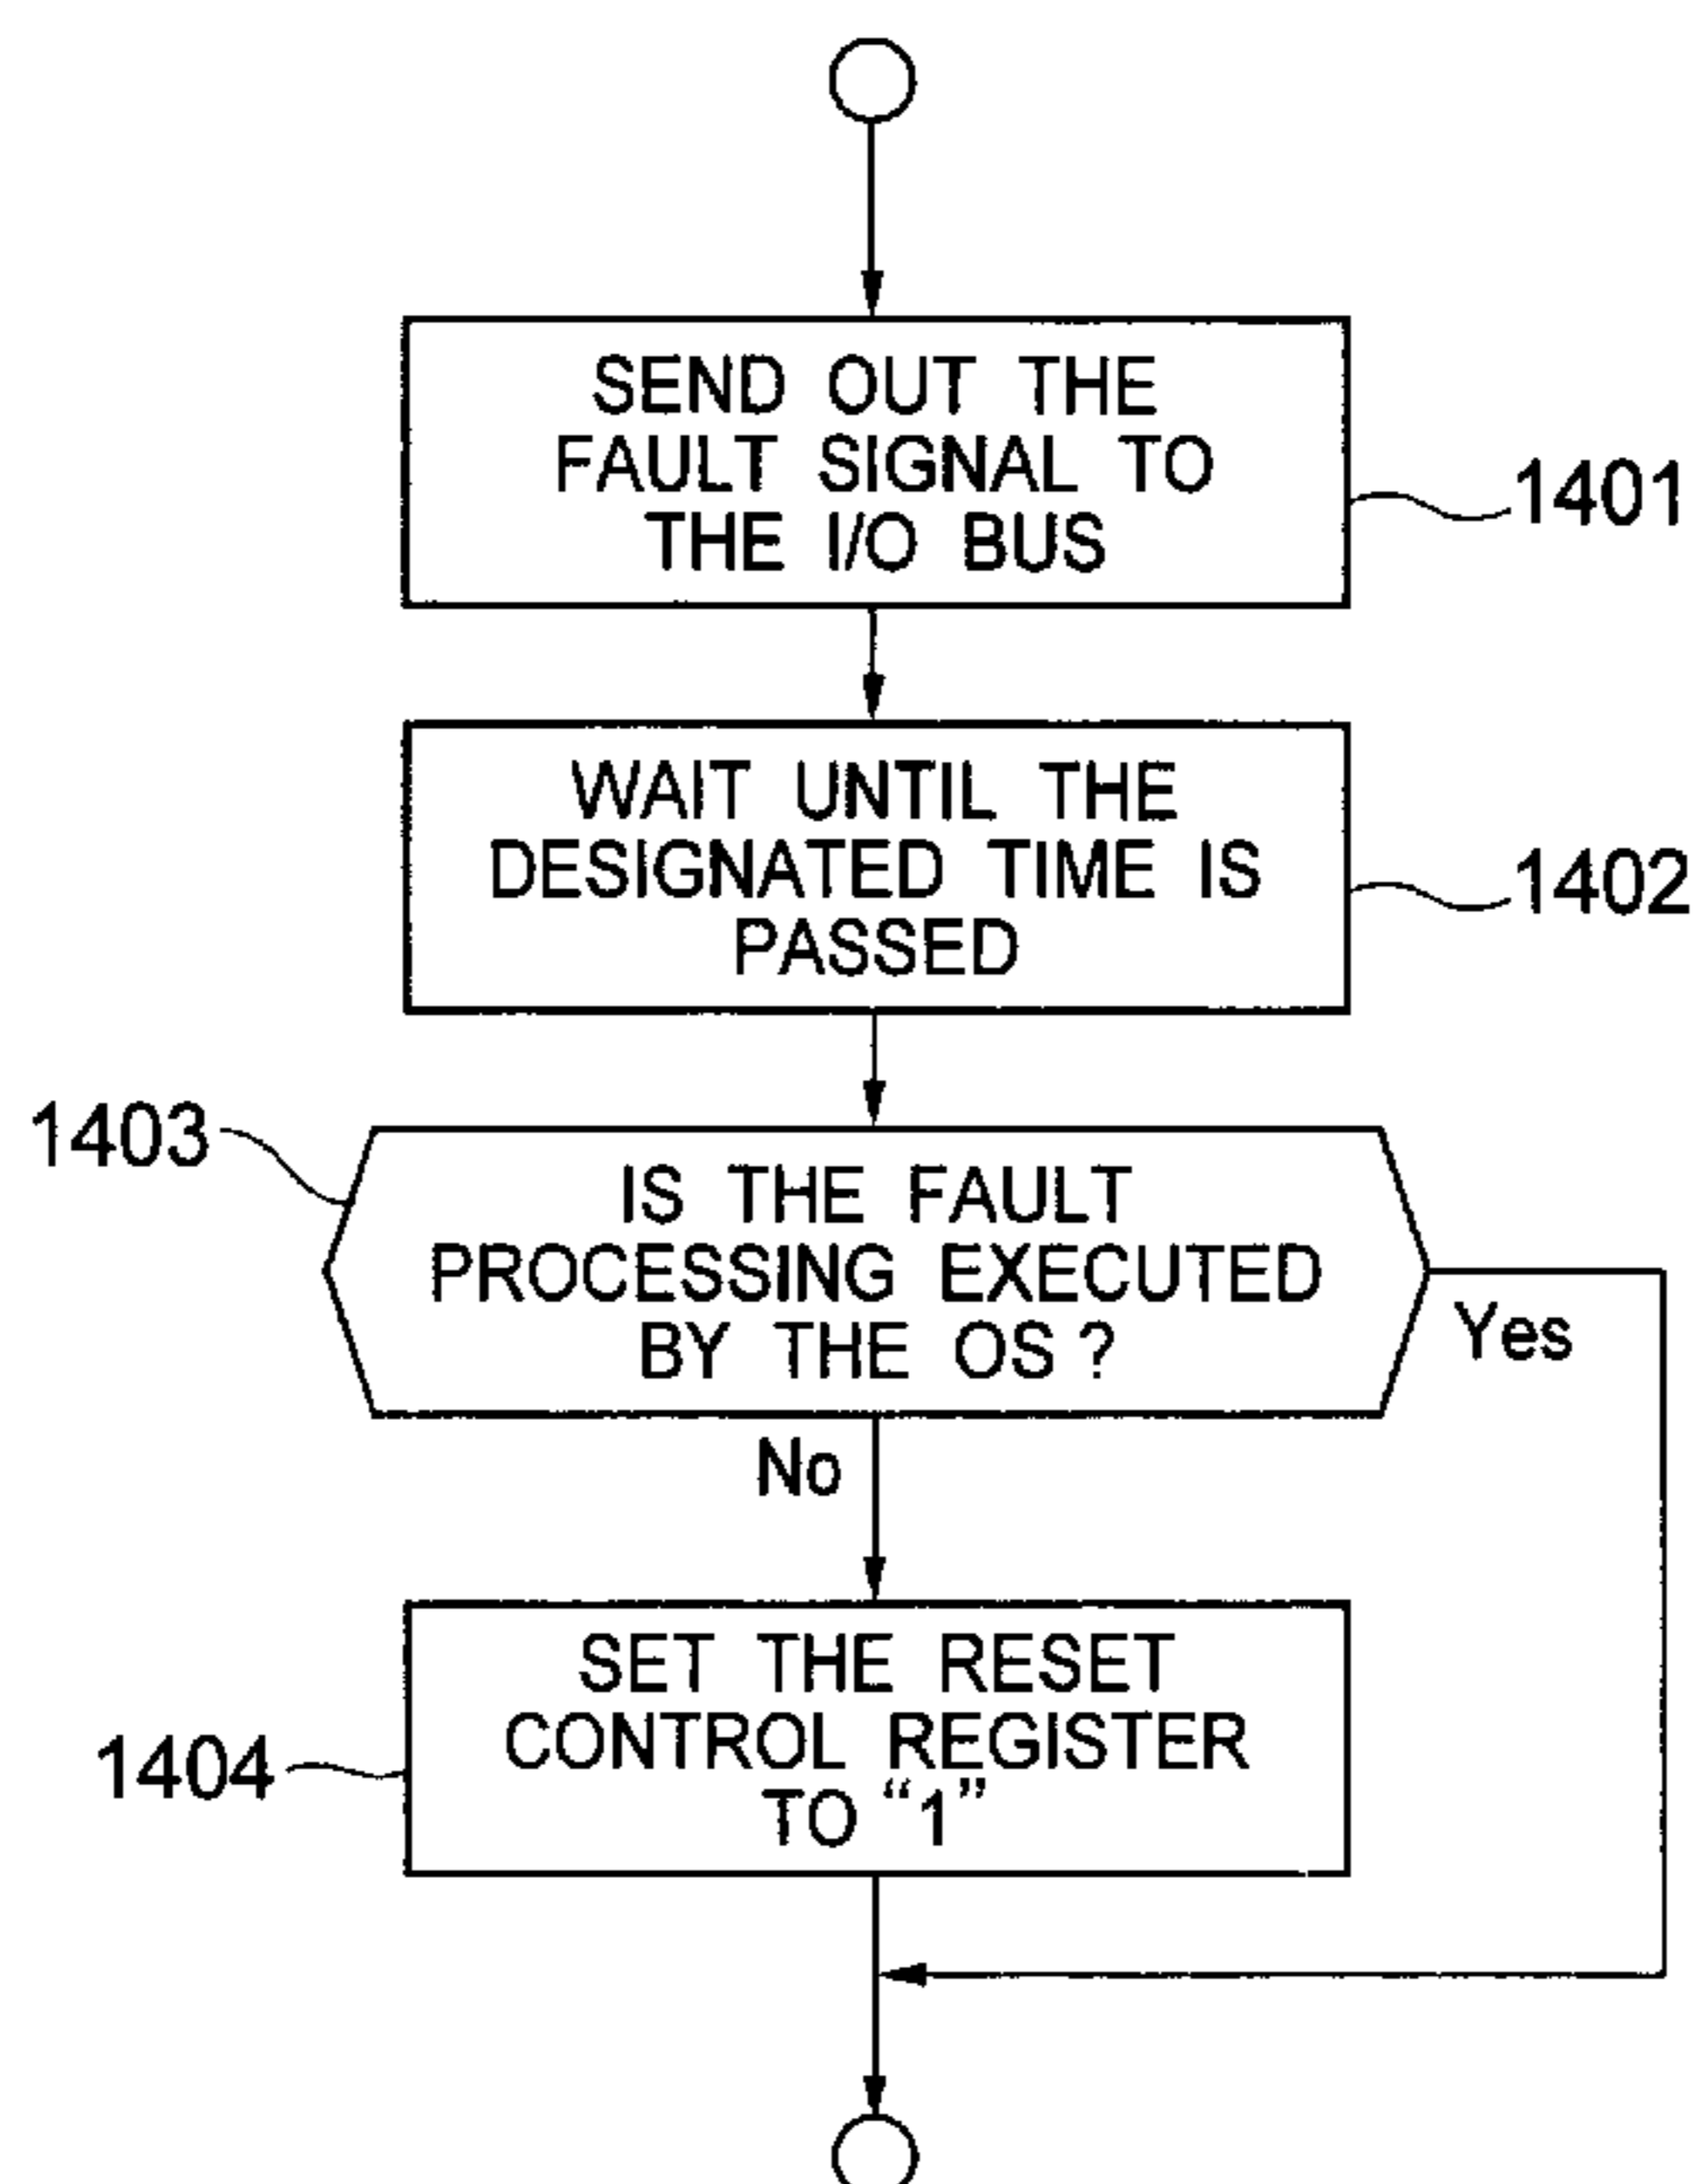 SEND OUT THE
FAULT SIGNAL TO
THE I/O BUS
1401
WAIT UNTIL THE
DESIGNATED TIME IS
PASSED
1402
1403
IS THE FAULT
PROCESSING EXECUTED
BY THE OS ?
Yes
No
SET THE RESET
CONTROL REGISTER
TO “1”
1404